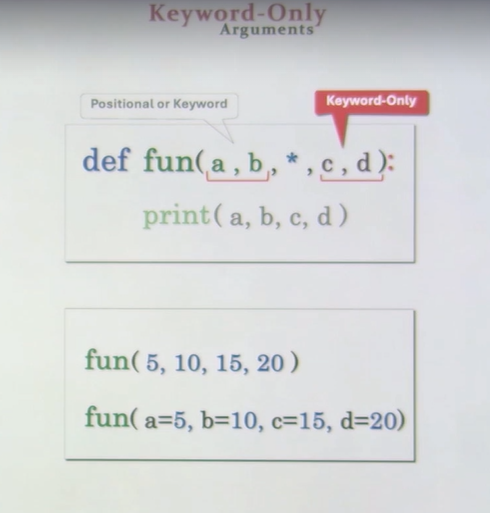 Keyword-Only
Arguments
Positional or Keyword
Keyword-Only
def fun( a , b , * , c , d ):
print( a, b, c, d )
fun( 5, 10, 15, 20 )
fun( a=5, b=10, c=15, d=20)